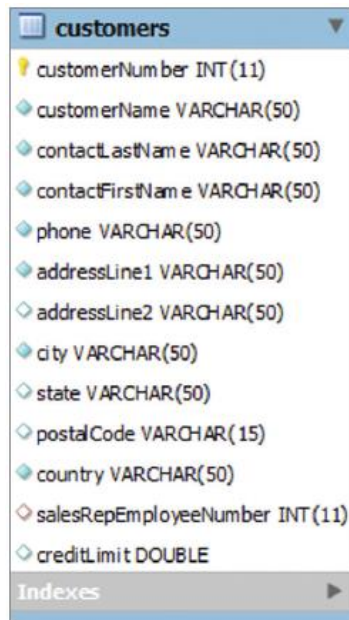 customers
customerNumber INT(11)
customerName VARCHAR(50)
contactLastName VARCHAR(50)
contactFirstName VARCHAR(50)
phone VARCHAR(50)
addressLine1 VARCHAR(50)
addressLine2 VARCHAR(50)
city VARCHAR(50)
state VARCHAR(50)
postalCode VARCHAR(15)
country VARCHAR(50)
salesRepEmployeeNumber INT(11)
creditLimit DOUBLE
Indexes